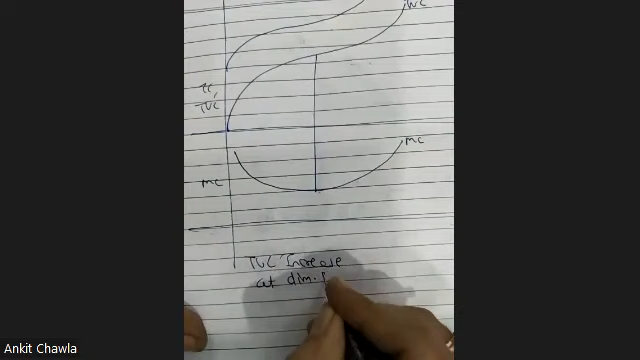 TVC
TC,
TVC
MC
MC
TVC Increase
at dim.
Ankit Chawla